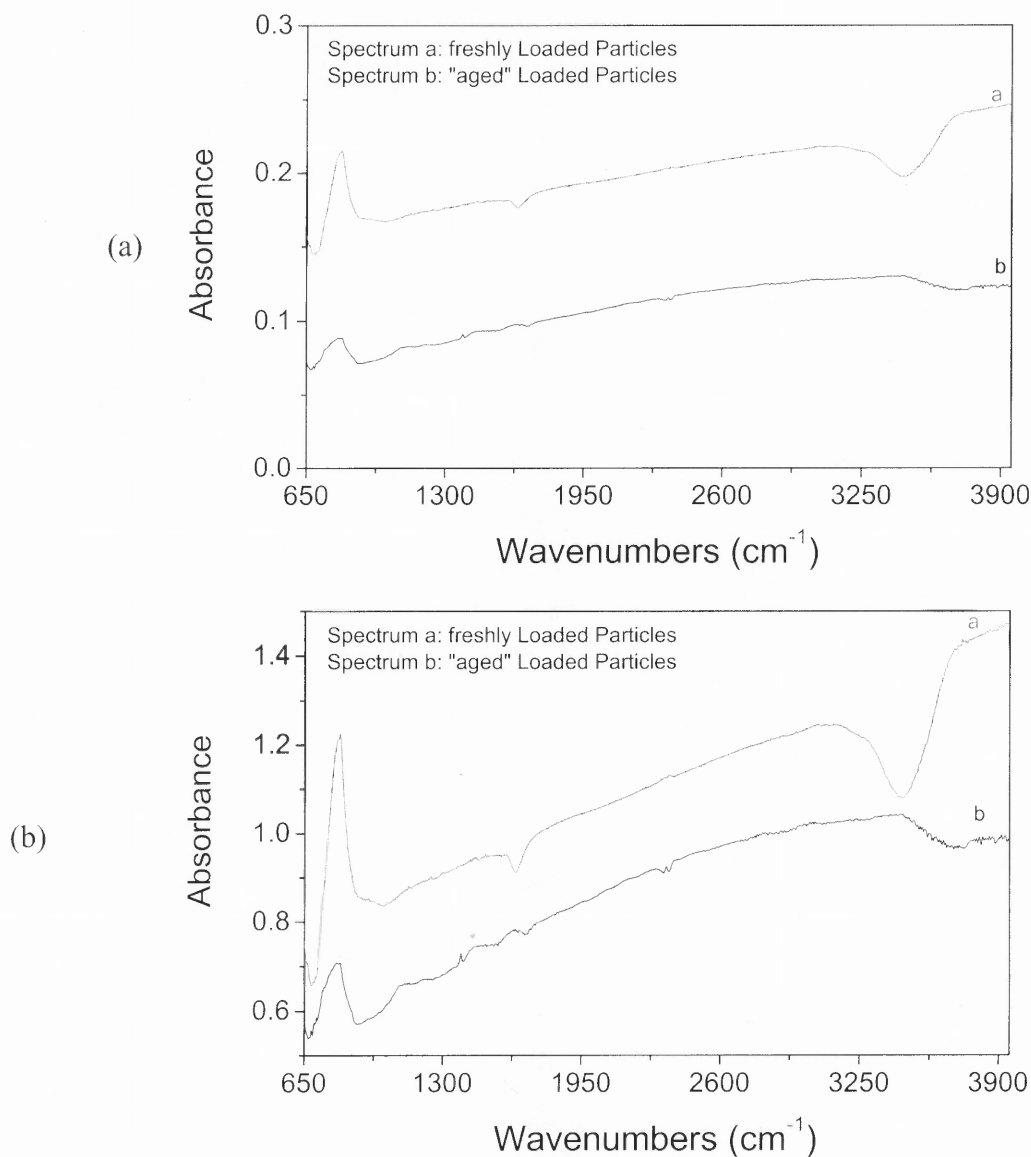 (a)
Absorbance
0.3
0.2
0.1
0.0
Spectrum a: freshly Loaded Particles
Spectrum b: "aged" Loaded Particles
a
b
650 1300 1950 2600 3250 3900
Wavenumbers (cm⁻¹)
(b)
Absorbance
1.4
1.2
1.0
0.8
0.6
Spectrum a: freshly Loaded Particles
Spectrum b: "aged" Loaded Particles
a
b
650 1300 1950 2600 3250 3900
Wavenumbers (cm⁻¹)